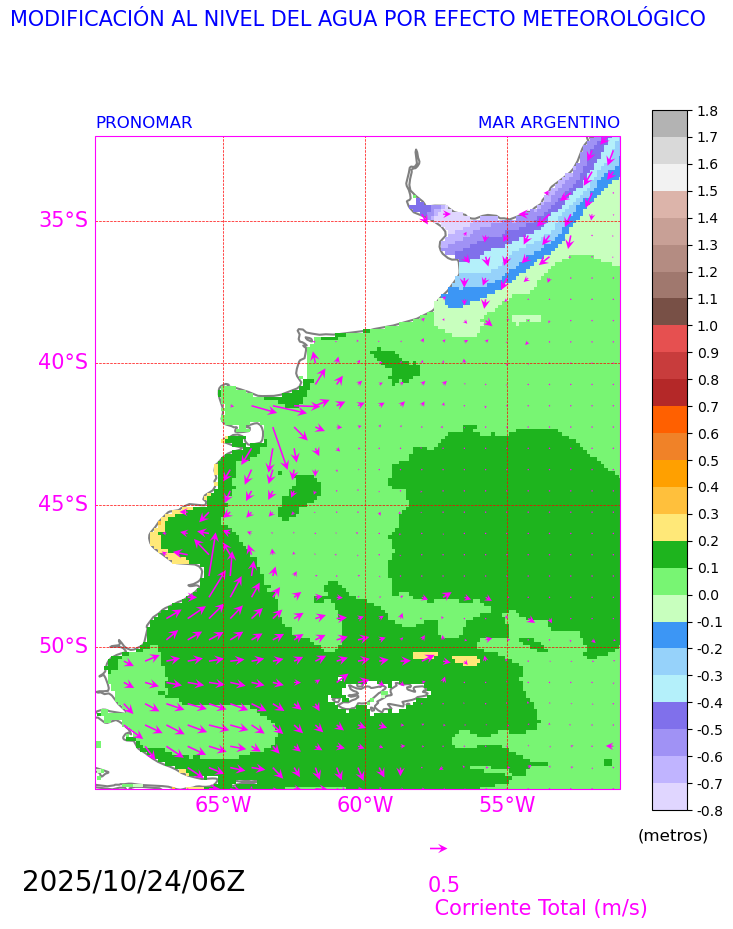 MODIFICACIÓN AL NIVEL DEL AGUA POR EFECTO METEOROLÓGICO
PRONOMAR MAR ARGENTINO
35°S
40°S
45°S
50°S
65°W 60°W 55°W
1.8
1.7
1.6
1.5
1.4
1.3
1.2
1.1
1.0
0.9
0.8
0.7
0.6
0.5
0.4
0.3
0.2
0.1
0.0
-0.1
-0.2
-0.3
-0.4
-0.5
-0.6
-0.7
-0.8
(metros)
2025/10/24/06Z
0.5
Corriente Total (m/s)